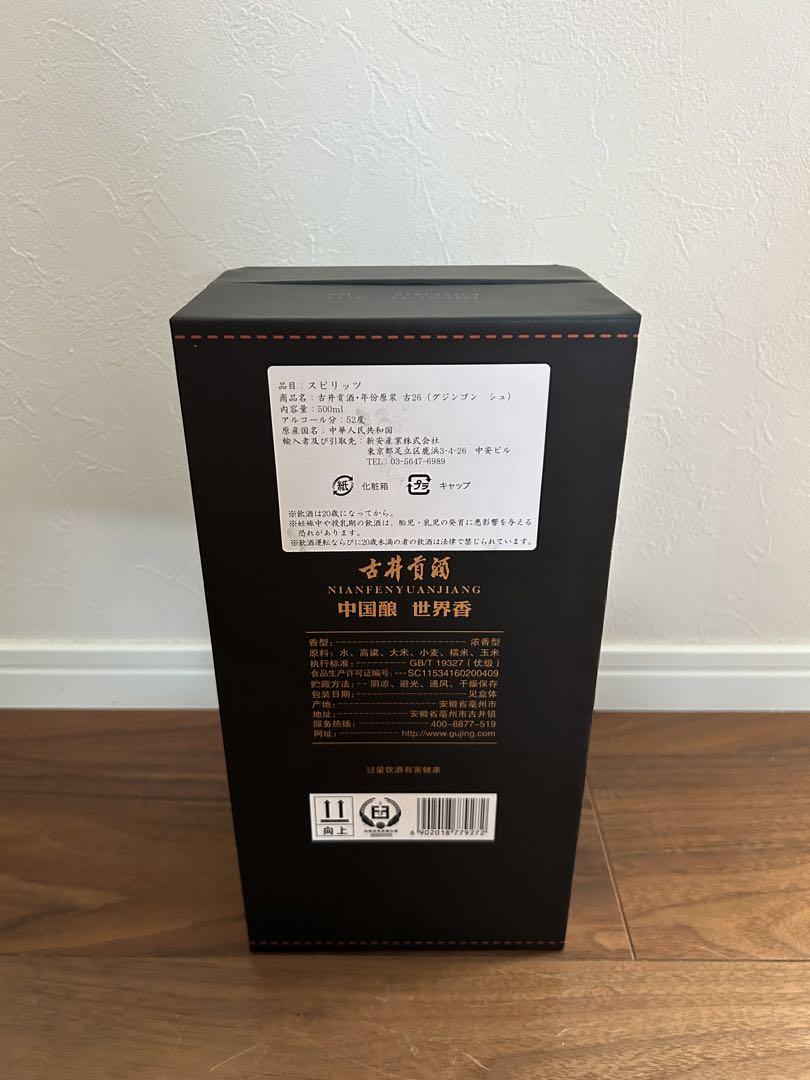 品目：スピリッツ
商品名：古井貢酒・年份原浆 古26（グジンゴン シュ）
内容量：500ml
アルコール分：52度
原産国名：中華人民共和国
輸入者及び引取先：新安産業株式会社
東京都足立区鹿浜3-4-26 中安ビル
TEL：03-5647-6989
紙 化粧箱 プラ キャップ
※飲酒は20歳になってから。
※妊娠中や授乳期の飲酒は、胎児・乳児の発育に悪影響を与える
恐れがあります。
※飲酒運転ならびに20歳未満の者の飲酒は法律で禁じられています。
古井贡酒
NIANFENYUANJIANG
中国酿 世界香
香型：浓香型
原料：水、高粱、大米、小麦、糯米、玉米
执行标准：GB/T 19327（优级）
食品生产许可证编号：SC11534160200409
贮藏方法：阴凉、避光、通风、干燥保存
包装日期：见盒体
产地：安徽省亳州市
地址：安徽省亳州市古井镇
服务热线：400-8877-519
网址：http://www.gujing.com
过量饮酒有害健康
向上
6 902018 779272